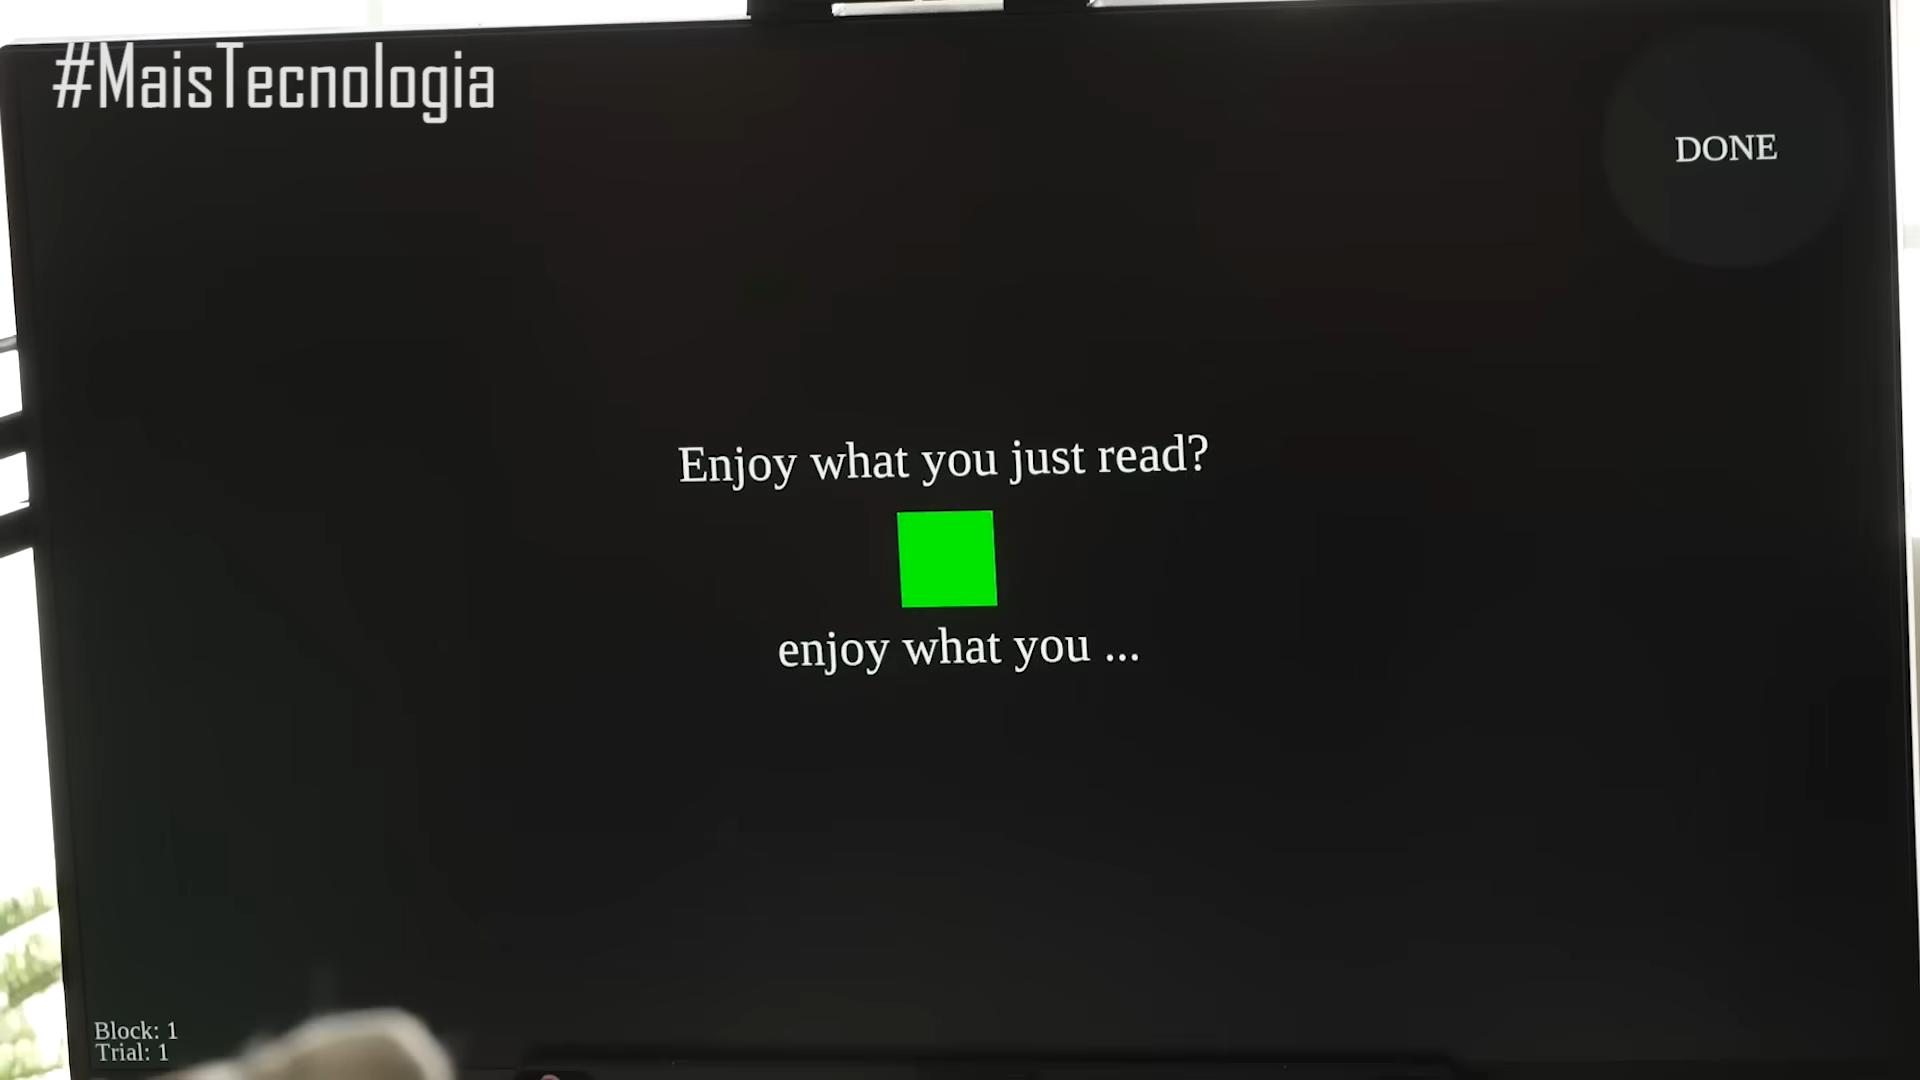 #MaisTecnologia
DONE
Enjoy what you just read?
enjoy what you ...
Block: 1
Trial: 1